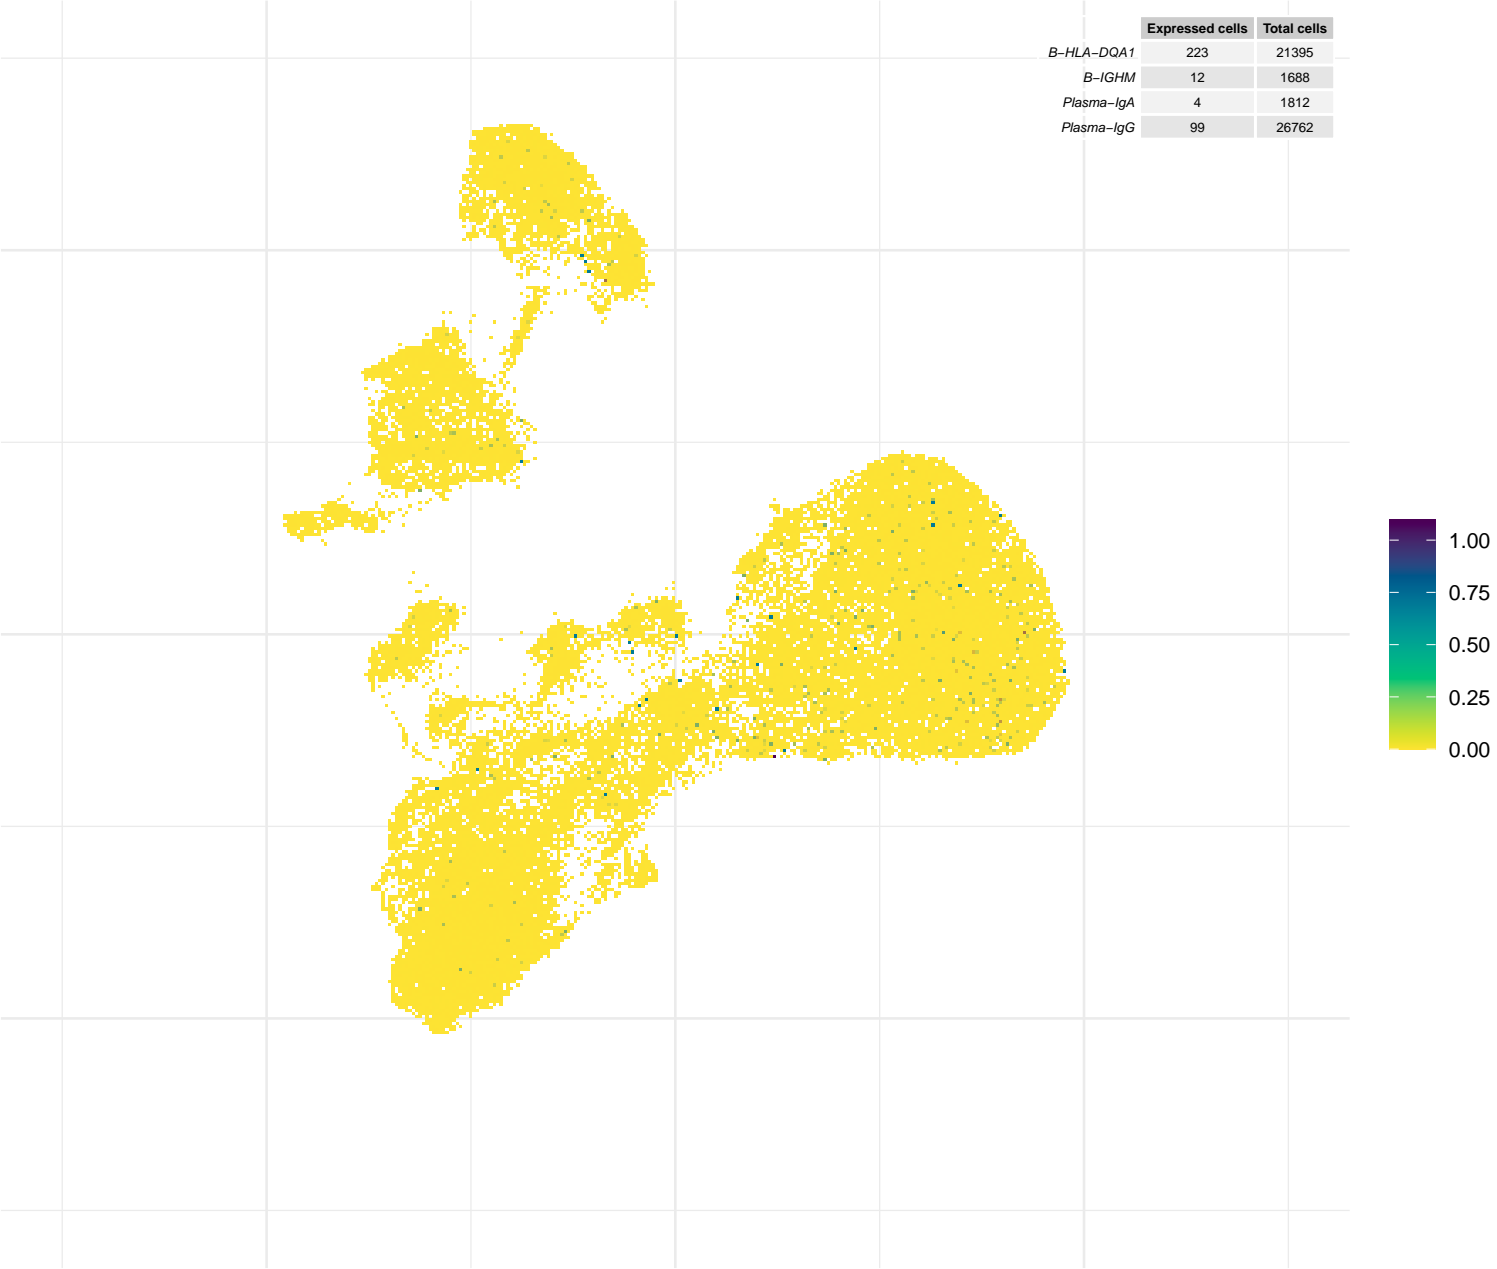 Expressed cells Total cells
B−HLA−DQA1 223 21395
B−IGHM 12 1688
Plasma−IgA 4 1812
Plasma−IgG 99 26762
1.00
0.75
0.50
0.25
0.00